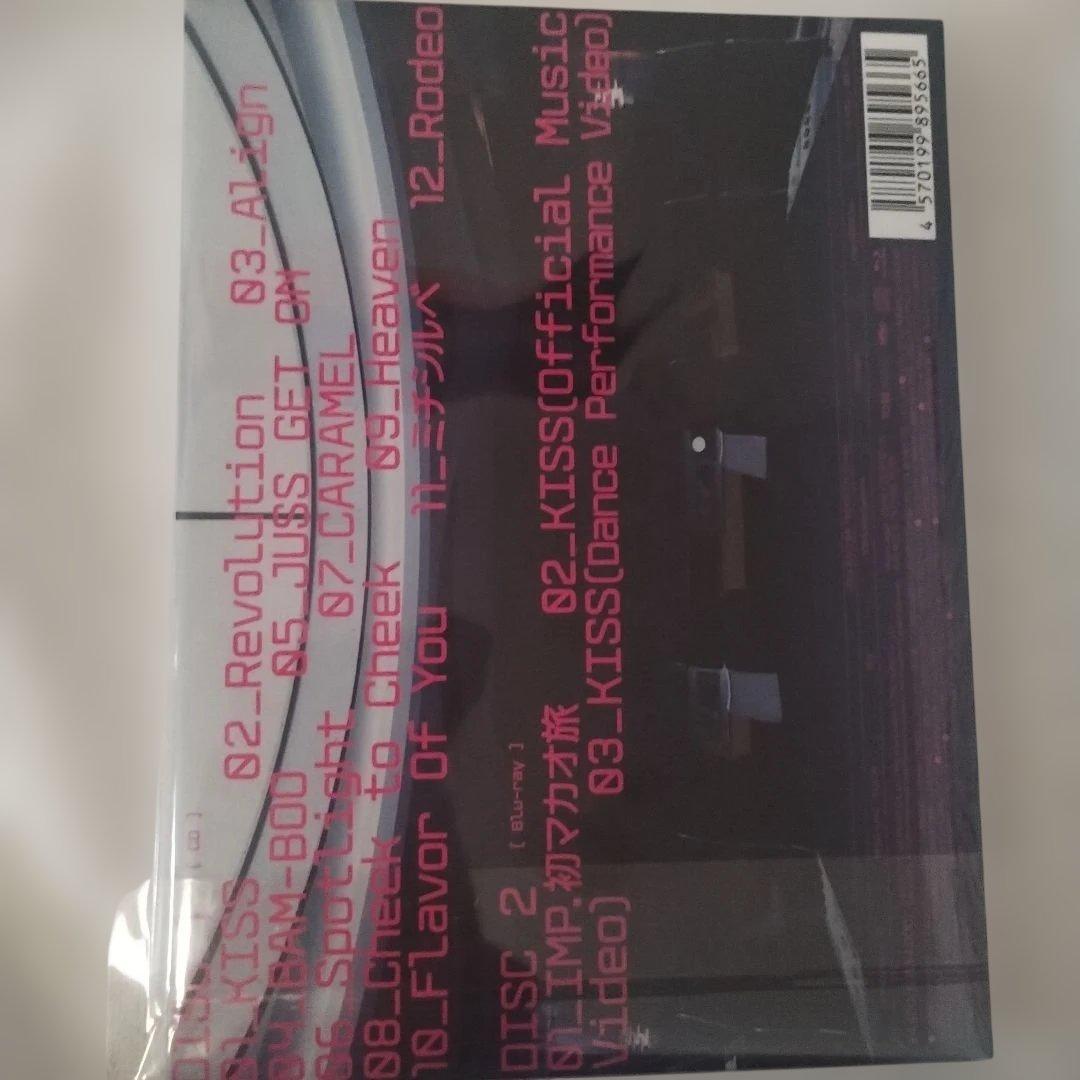 DISC 1 [ CD ]
01_KISS 02_Revolution 03_Align
04_BAM-BOO 05_JUSS GET ON
06_Spotlight 07_CARAMEL
08_Cheek to Cheek 09_Heaven
10_Flavor Of You 11_ミチシルベ 12_Rodeo
DISC 2 [ Blu-ray ]
01_IMP.初マカオ旅 02_KISS(Official Music
Video) 03_KISS(Dance Performance Video)
4 570199 895665